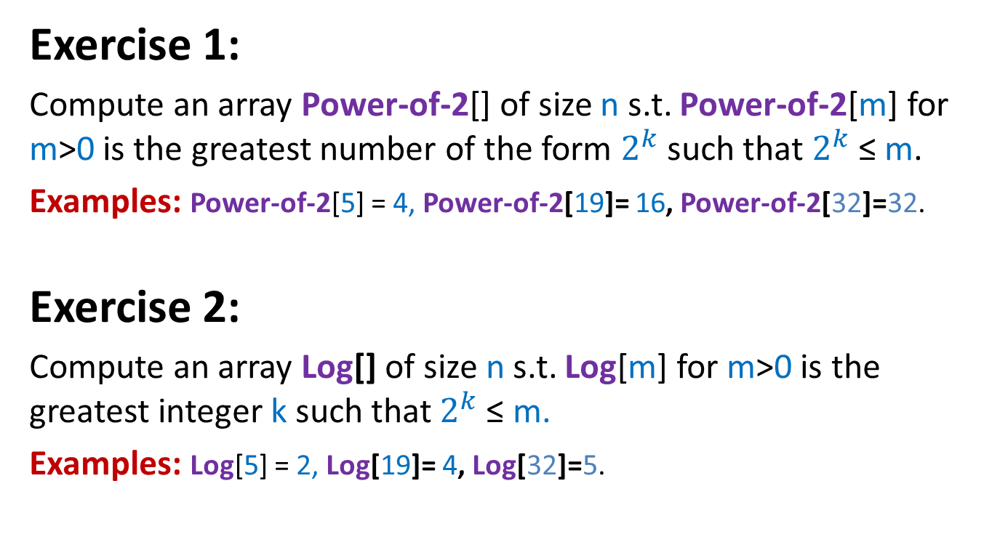 Exercise 1:
Compute an array Power-of-2[] of size n s.t. Power-of-2[m] for
m>0 is the greatest number of the form 2^k such that 2^k ≤ m.
Examples: Power-of-2[5] = 4, Power-of-2[19]= 16, Power-of-2[32]=32.
Exercise 2:
Compute an array Log[] of size n s.t. Log[m] for m>0 is the
greatest integer k such that 2^k ≤ m.
Examples: Log[5] = 2, Log[19]= 4, Log[32]=5.